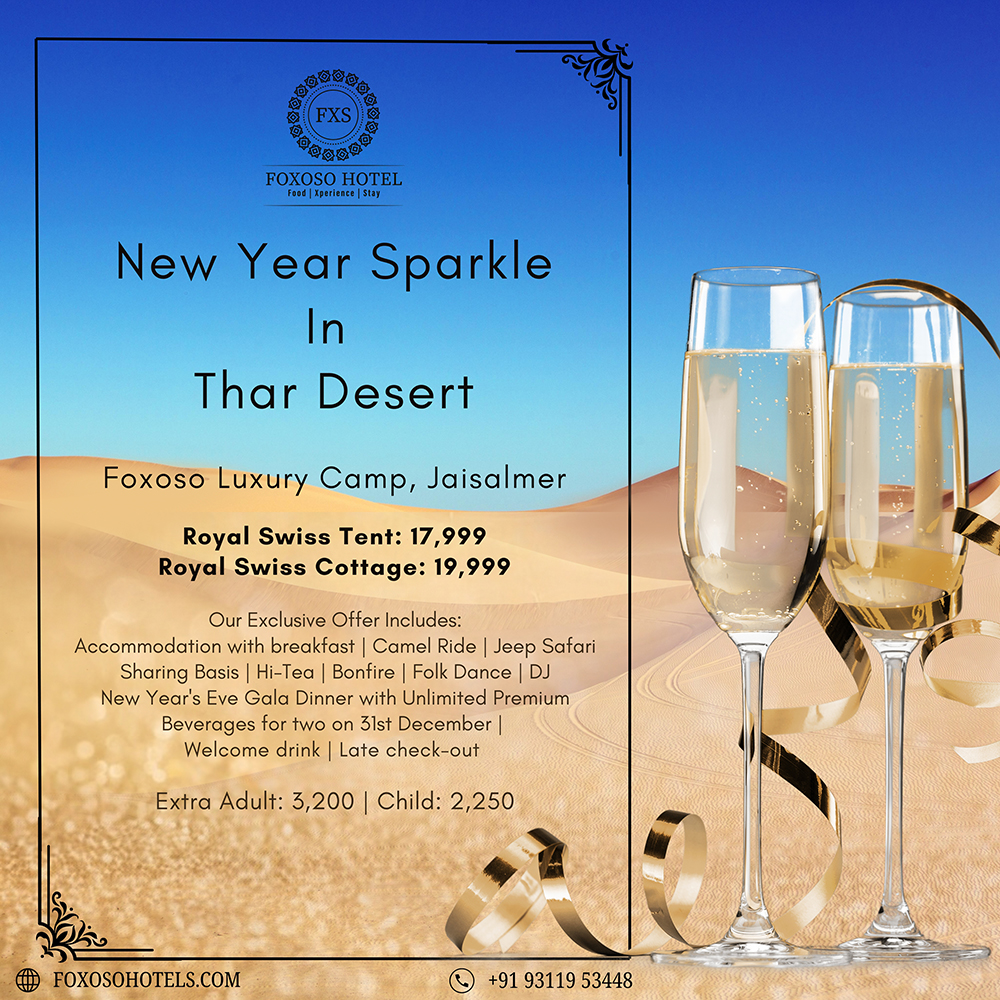 FXS
FOXOSO HOTEL
Food | Xperience | Stay
New Year Sparkle
In
Thar Desert
Foxoso Luxury Camp, Jaisalmer
Royal Swiss Tent: 17,999
Royal Swiss Cottage: 19,999
Our Exclusive Offer Includes:
Accommodation with breakfast | Camel Ride | Jeep Safari
Sharing Basis | Hi-Tea | Bonfire | Folk Dance | DJ
New Year's Eve Gala Dinner with Unlimited Premium
Beverages for two on 31st December |
Welcome drink | Late check-out
Extra Adult: 3,200 | Child: 2,250
FOXOSOHOTELS.COM
+91 93119 53448